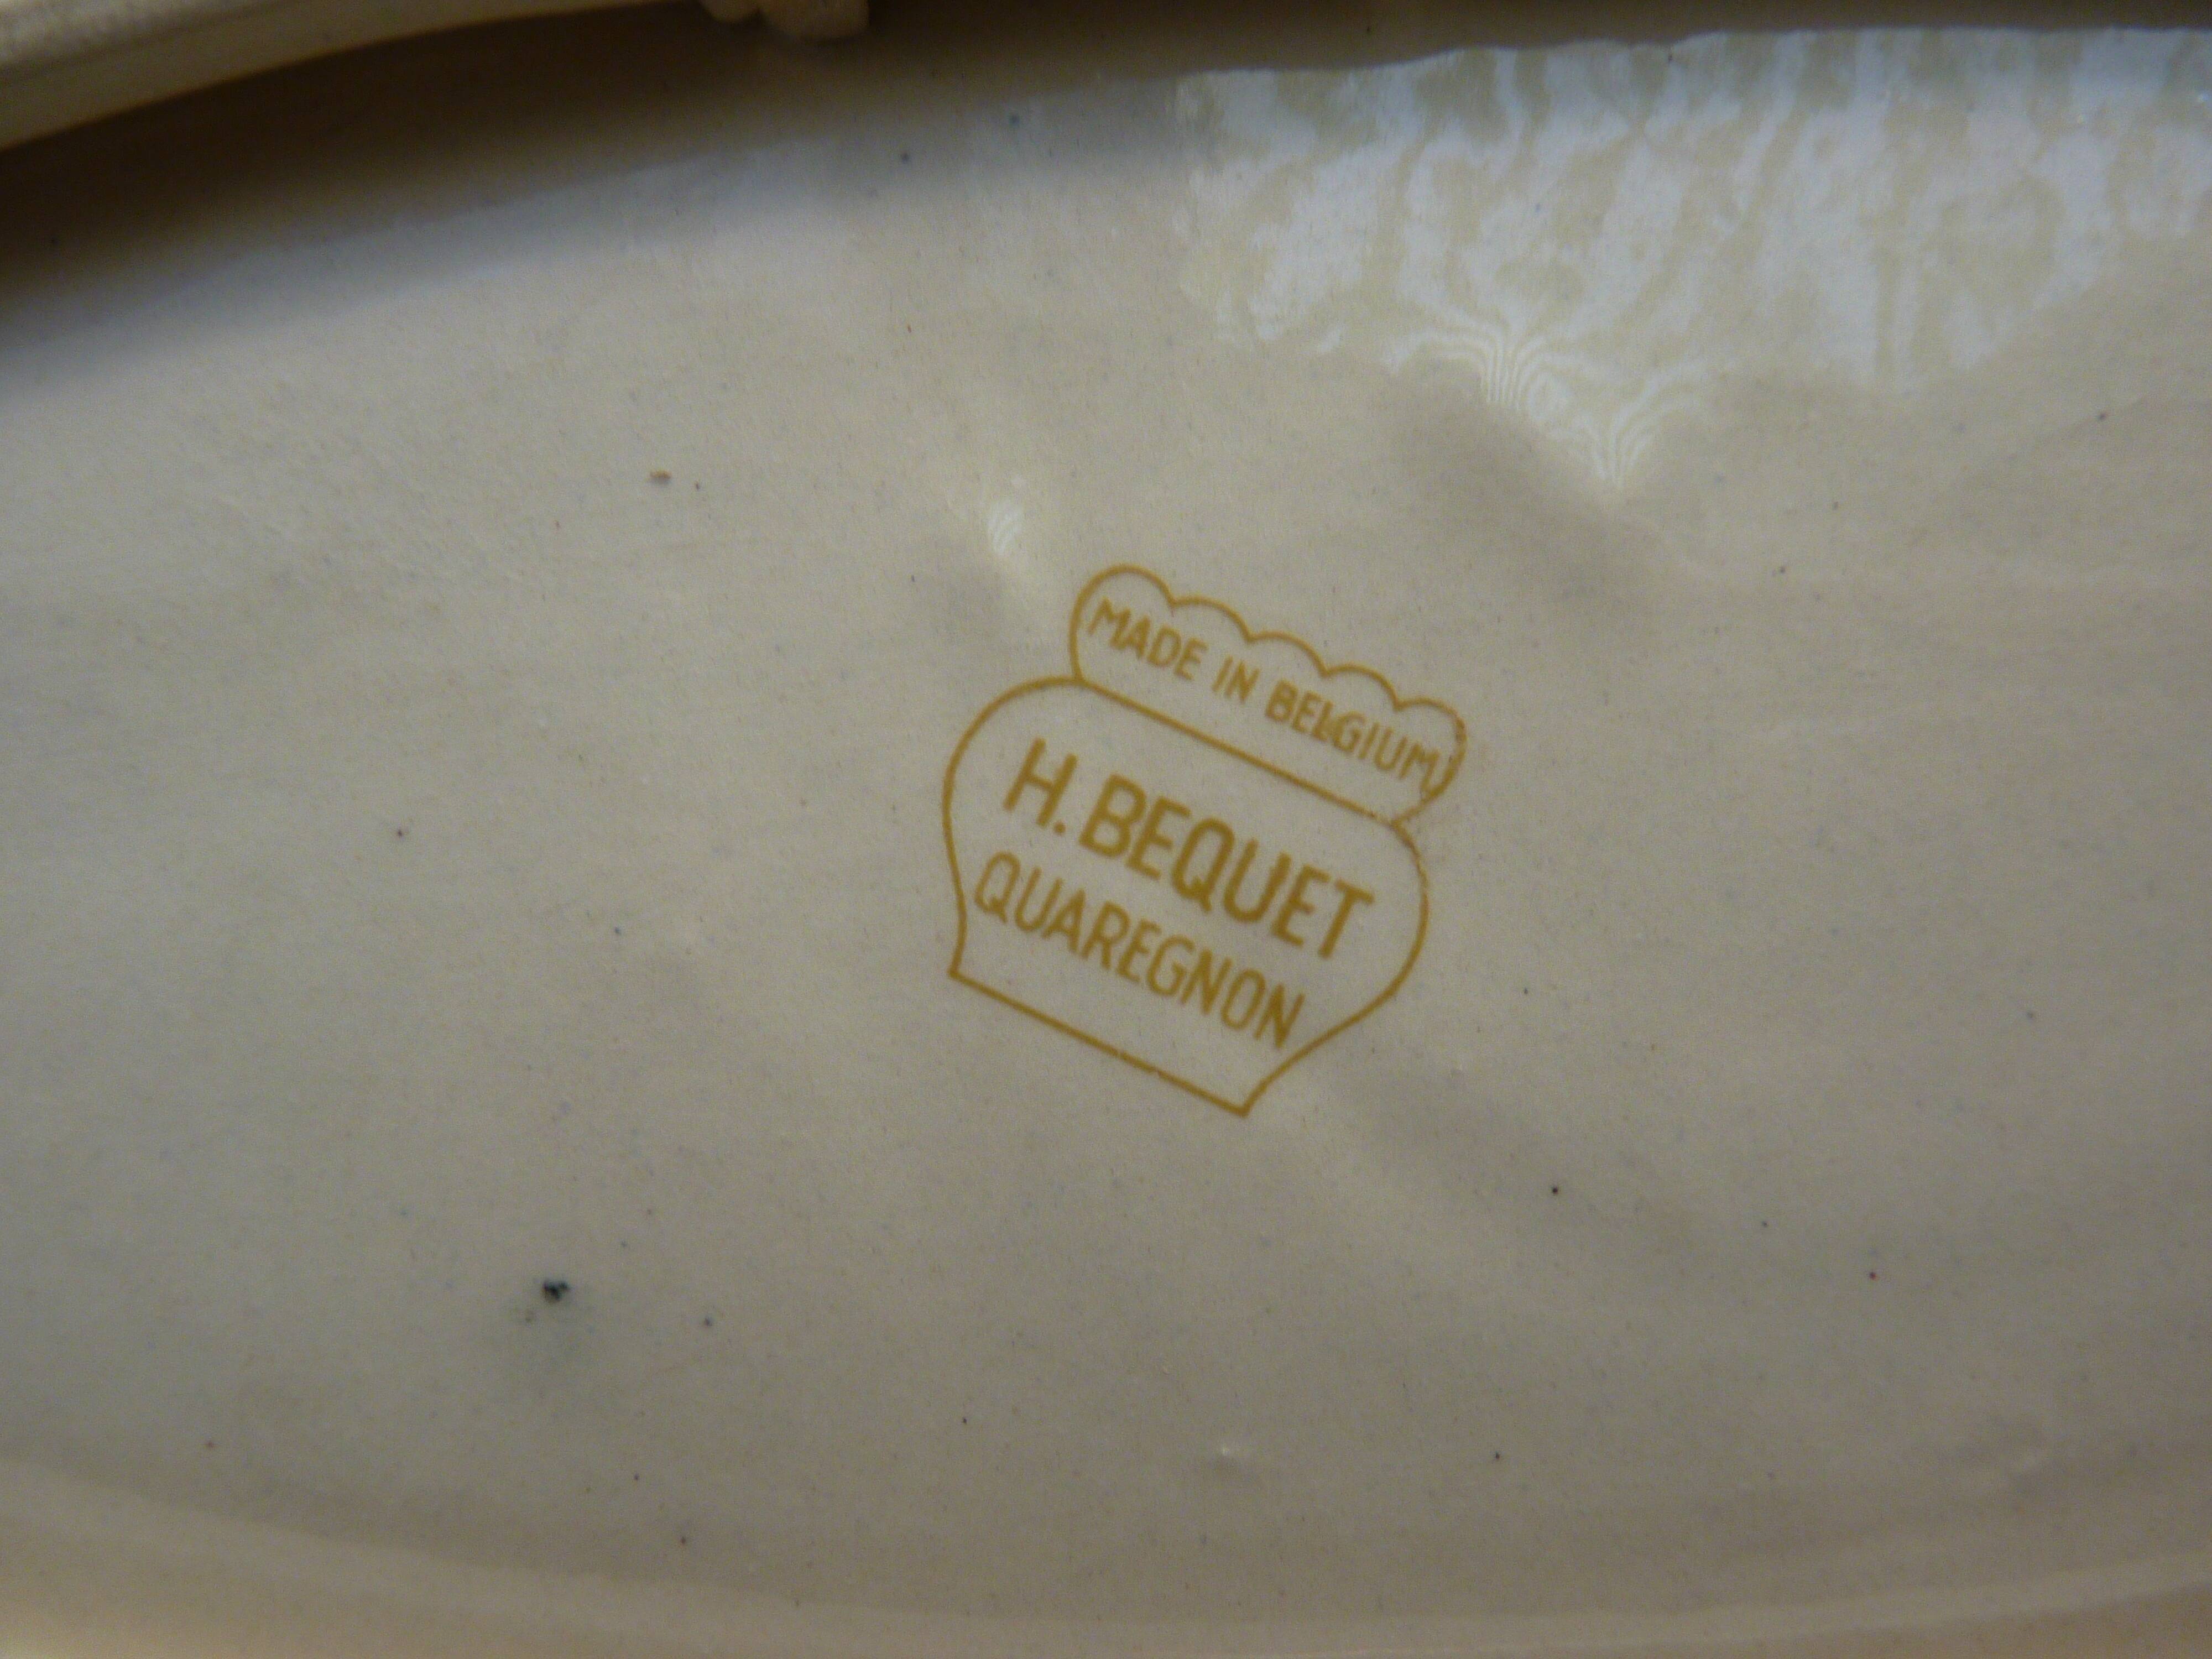 MADE IN BELGIUM
H. BEQUET
QUAREGNON